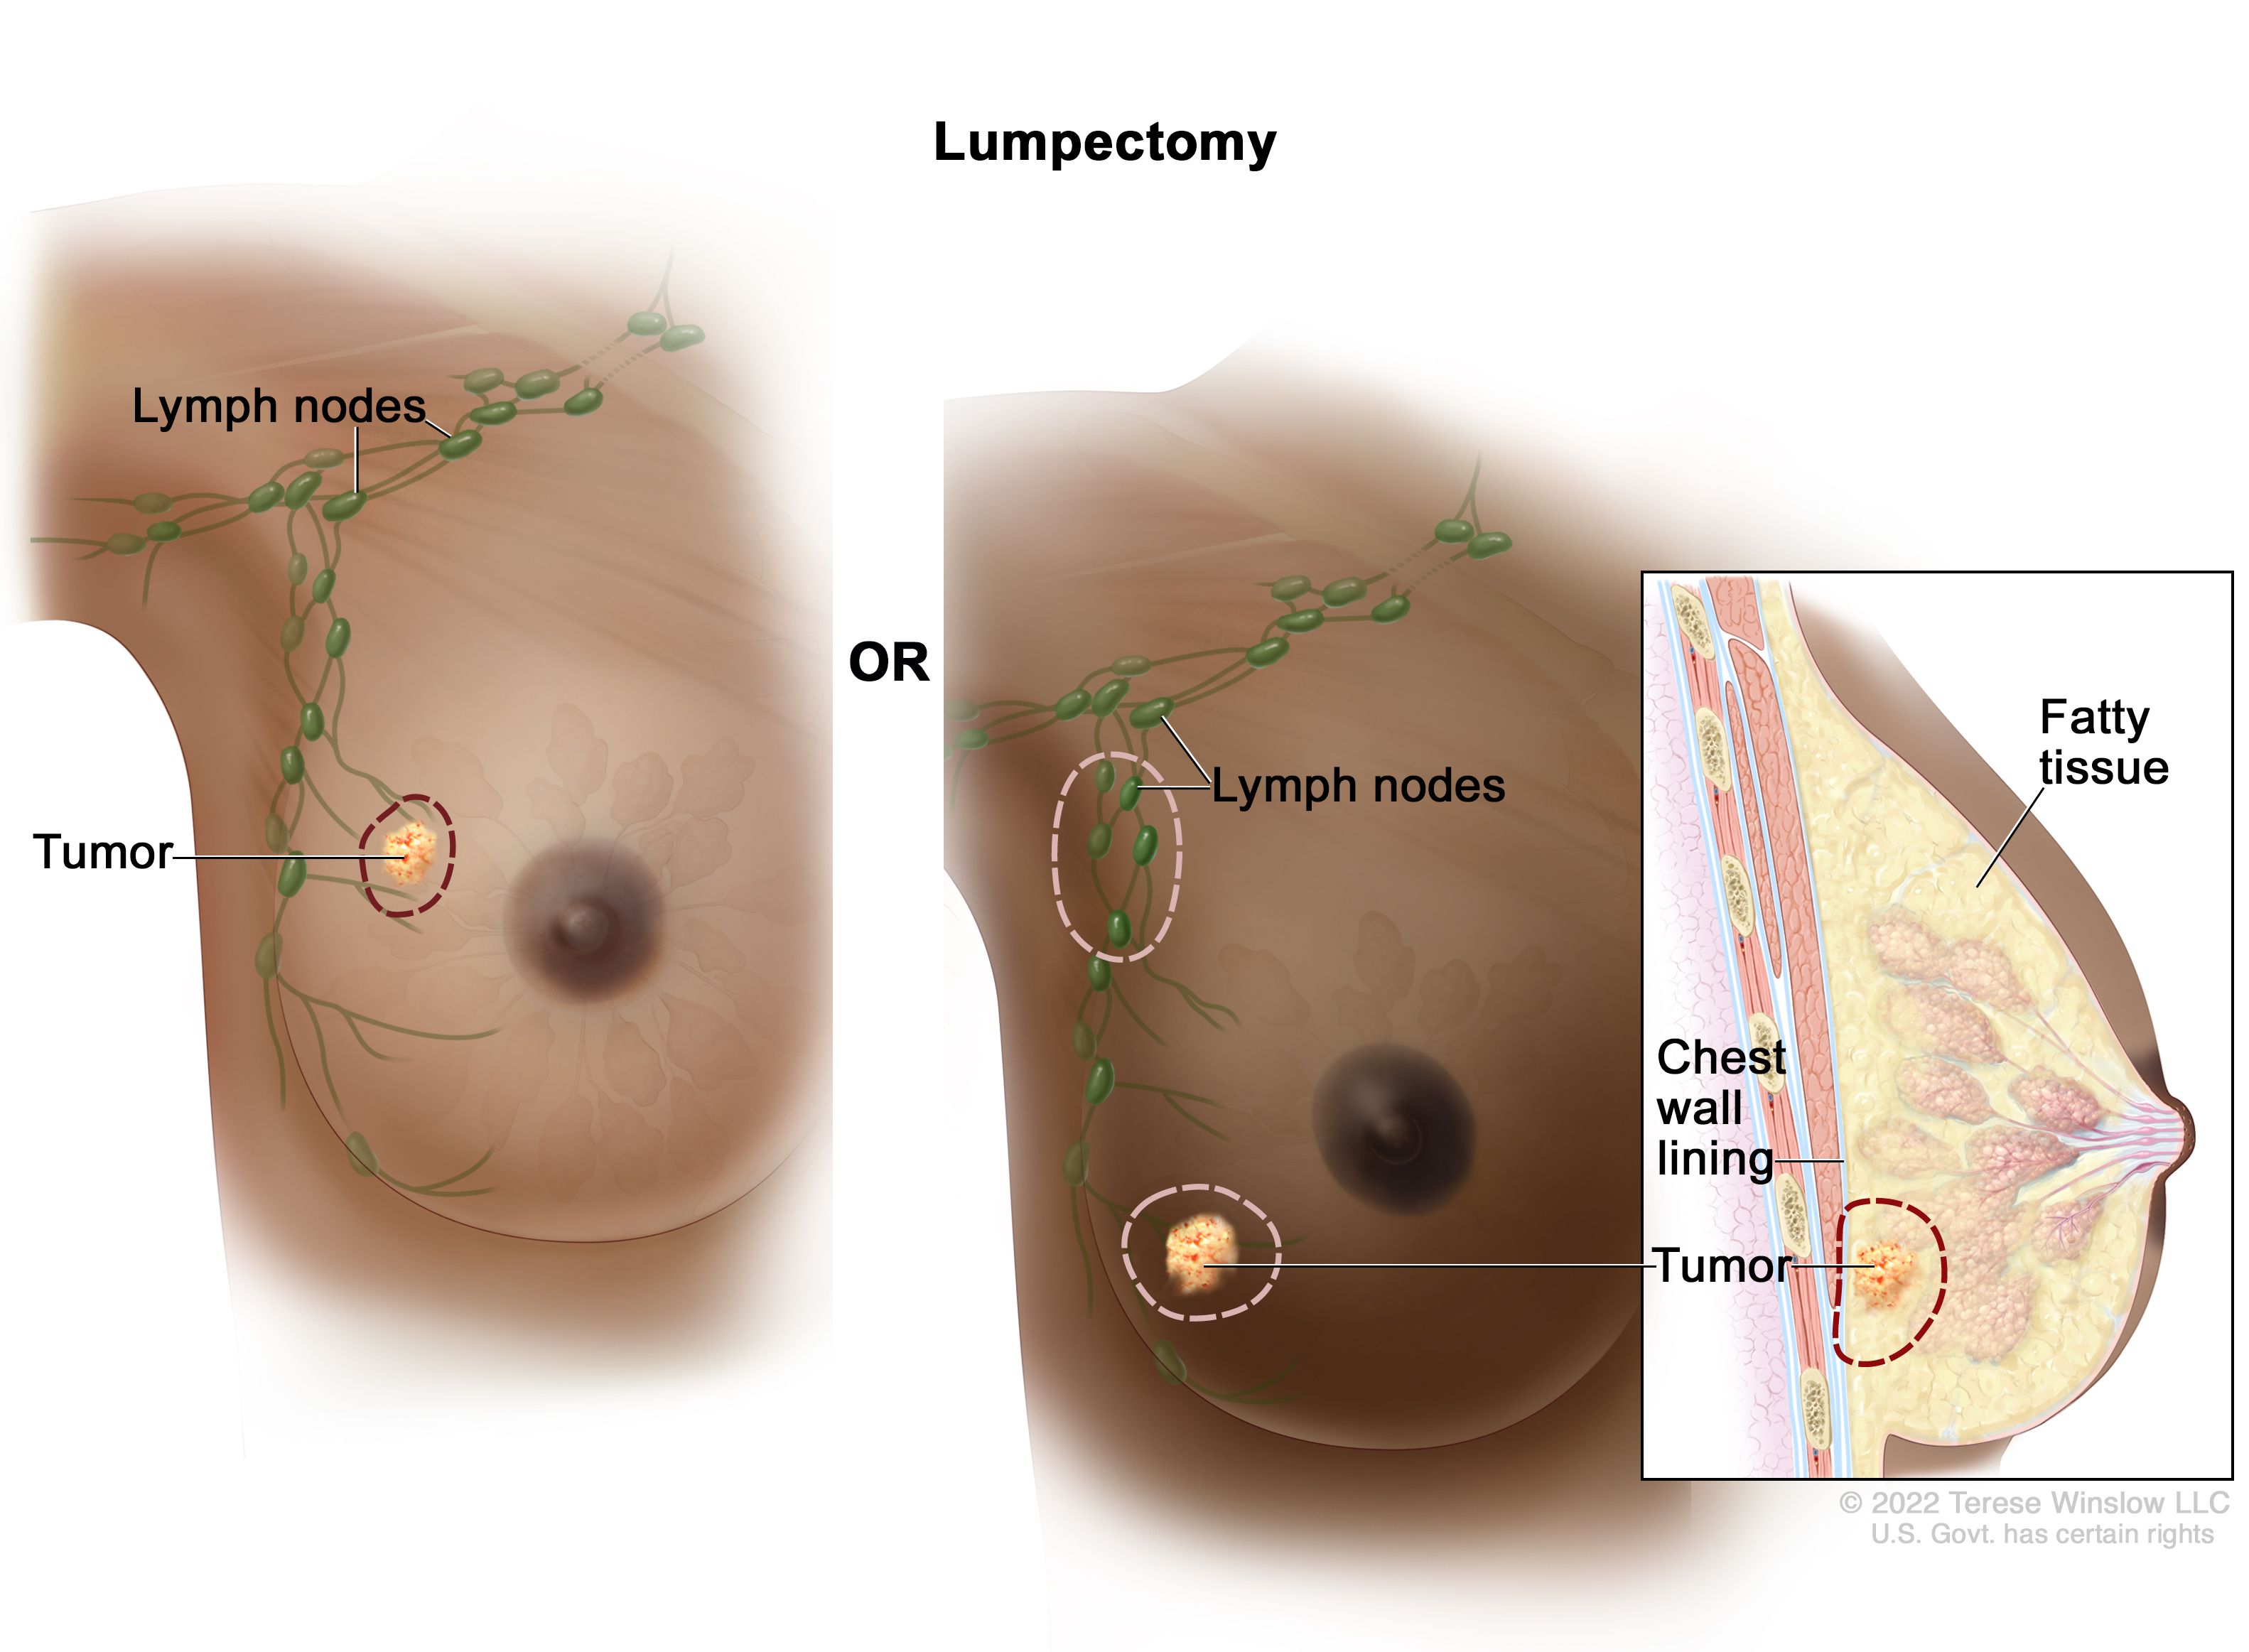 Lumpectomy
Lymph nodes
Tumor
OR
Lymph nodes
Fatty
tissue
Chest
wall
lining
Tumor
© 2022 Terese Winslow LLC
U.S. Govt. has certain rights